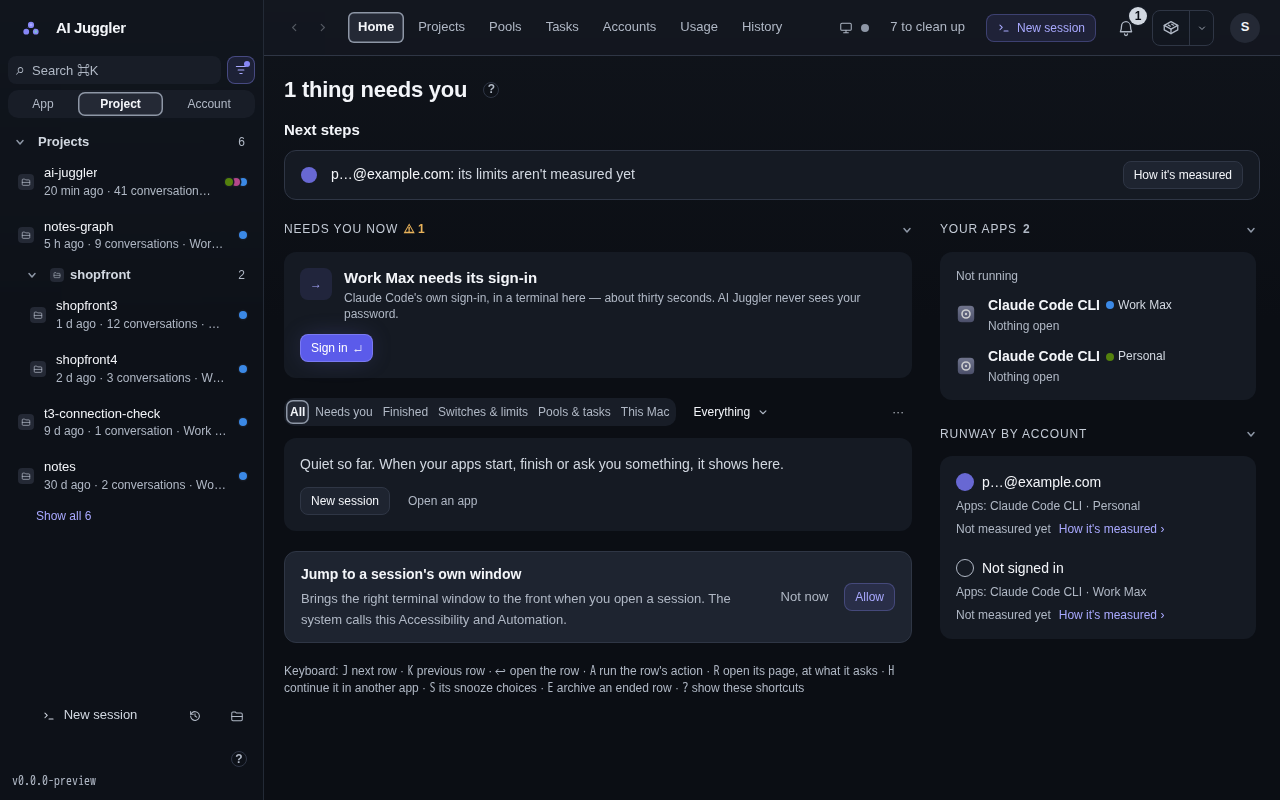 AI Juggler
Search ⌘K
App Project Account
Projects 6
ai-juggler
20 min ago · 41 conversation…
notes-graph
5 h ago · 9 conversations · Wor…
shopfront 2
shopfront3
1 d ago · 12 conversations · …
shopfront4
2 d ago · 3 conversations · W…
t3-connection-check
9 d ago · 1 conversation · Work …
notes
30 d ago · 2 conversations · Wo…
Show all 6
New session
?
v0.0.0-preview
Home Projects Pools Tasks Accounts Usage History
7 to clean up
New session
1
S
1 thing needs you ?
Next steps
p…@example.com: its limits aren't measured yet
How it's measured
NEEDS YOU NOW 1
→
Work Max needs its sign-in
Claude Code's own sign-in, in a terminal here — about thirty seconds. AI Juggler never sees your
password.
Sign in ↵
All Needs you Finished Switches & limits Pools & tasks This Mac Everything ···
Quiet so far. When your apps start, finish or ask you something, it shows here.
New session Open an app
Jump to a session's own window
Brings the right terminal window to the front when you open a session. The
system calls this Accessibility and Automation.
Not now Allow
Keyboard: J next row · K previous row · ↩ open the row · A run the row's action · R open its page, at what it asks · H
continue it in another app · S its snooze choices · E archive an ended row · ? show these shortcuts
YOUR APPS 2
Not running
Claude Code CLI Work Max
Nothing open
Claude Code CLI Personal
Nothing open
RUNWAY BY ACCOUNT
p…@example.com
Apps: Claude Code CLI · Personal
Not measured yet How it's measured ›
Not signed in
Apps: Claude Code CLI · Work Max
Not measured yet How it's measured ›